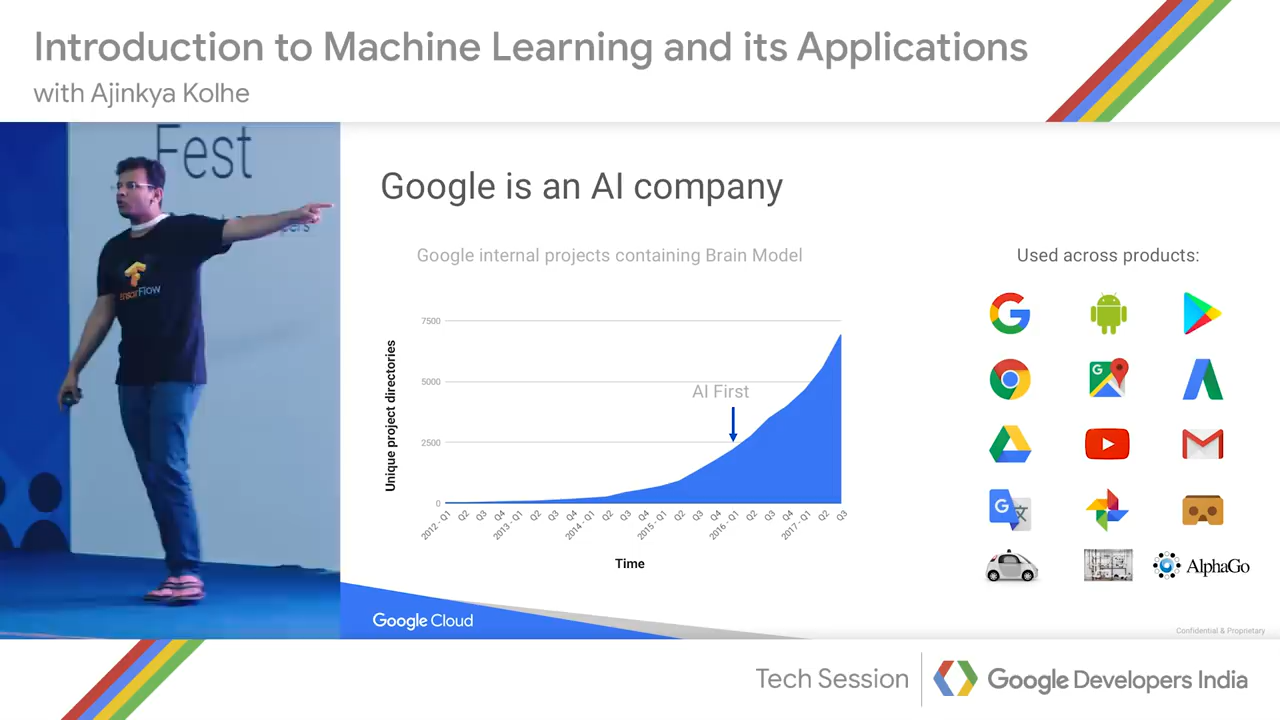 Introduction to Machine Learning and its Applications
with Ajinkya Kolhe
Fest
TensorFlow
Google is an AI company
Google internal projects containing Brain Model
Used across products:
7500
5000
2500
0
Unique project directories
AI First
2012 - Q1
Q2
Q3
2013 - Q1
Q2
Q3
Q4
2014 - Q1
Q2
Q3
Q4
2015 - Q1
Q2
Q3
Q4
2016 - Q1
Q2
Q3
Q4
2017 - Q1
Q2
Q3
Time
G
G
G
AlphaGo
Google Cloud
Confidential & Proprietary
Tech Session
Google Developers India